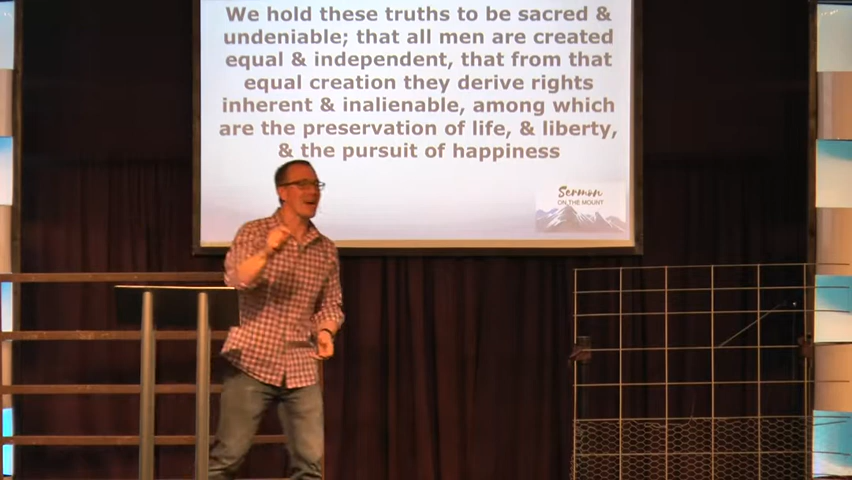 We hold these truths to be sacred &
undeniable; that all men are created
equal & independent, that from that
equal creation they derive rights
inherent & inalienable, among which
are the preservation of life, & liberty,
& the pursuit of happiness
Sermon
ON THE MOUNT